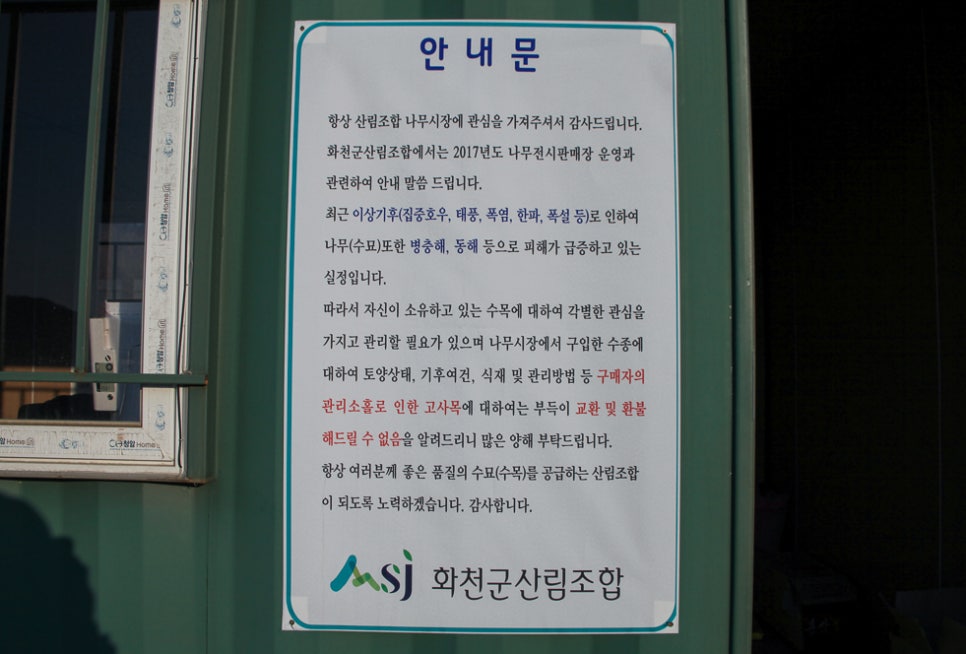 안내문
항상 산림조합 나무시장에 관심을 가져주셔서 감사드립니다.
화천군산림조합에서는 2017년도 나무전시판매장 운영과
관련하여 안내 말씀 드립니다.
최근 이상기후(집중호우, 태풍, 폭염, 한파, 폭설 등)로 인하여
나무(수묘)또한 병충해, 동해 등으로 피해가 급증하고 있는
실정입니다.
따라서 자신이 소유하고 있는 수목에 대하여 각별한 관심을
가지고 관리할 필요가 있으며 나무시장에서 구입한 수종에
대하여 토양상태, 기후여건, 식재 및 관리방법 등 구매자의
관리소홀로 인한 고사목에 대하여는 부득이 교환 및 환불
해드릴 수 없음을 알려드리니 많은 양해 부탁드립니다.
항상 여러분께 좋은 품질의 수묘(수목)를 공급하는 산림조합
이 되도록 노력하겠습니다. 감사합니다.
SJ 화천군산림조합
청암 Home